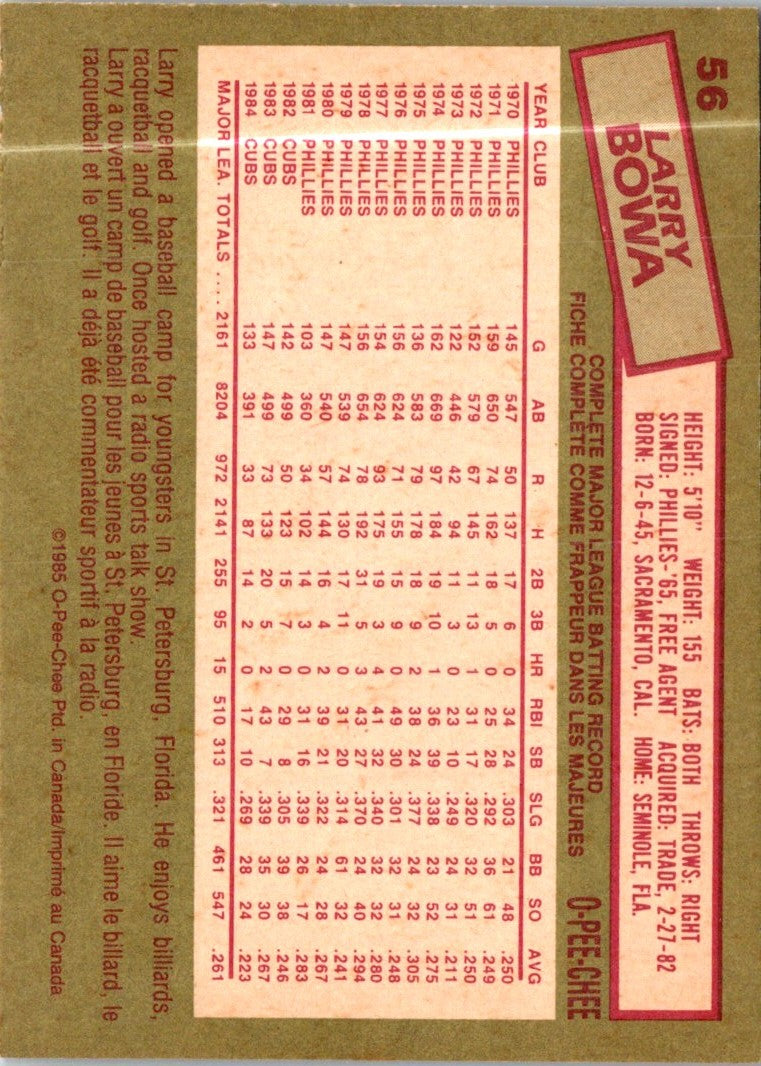 56
LARRY
BOWA
HEIGHT: 5'10" WEIGHT: 155 BATS: BOTH THROWS: RIGHT
SIGNED: PHILLIES-'65, FREE AGENT ACQUIRED: TRADE, 2-27-82
BORN: 12-6-45, SACRAMENTO, CAL. HOME: SEMINOLE, FLA.
COMPLETE MAJOR LEAGUE BATTING RECORD
FICHE COMPLÈTE COMME FRAPPEUR DANS LES MAJEURES
O-PEE-CHEE
YEAR CLUB G AB R H 2B 3B HR RBI SB SLG BB SO AVG
1970 PHILLIES 145 547 50 137 17 6 0 34 24 .303 21 48 .250
1971 PHILLIES 159 650 74 162 18 5 0 25 28 .292 36 61 .249
1972 PHILLIES 152 579 67 145 11 13 1 31 17 .320 32 51 .250
1973 PHILLIES 122 446 42 94 11 3 0 23 10 .249 24 31 .211
1974 PHILLIES 162 669 97 184 19 10 1 36 39 .338 23 52 .275
1975 PHILLIES 136 583 79 178 18 9 2 38 24 .377 24 32 .305
1976 PHILLIES 156 624 71 155 15 9 0 49 30 .301 32 31 .248
1977 PHILLIES 154 624 93 175 19 3 4 41 32 .340 32 32 .280
1978 PHILLIES 156 654 78 192 31 5 3 43 27 .370 24 40 .294
1979 PHILLIES 147 539 74 130 17 11 0 31 20 .314 61 32 .241
1980 PHILLIES 147 540 57 144 16 4 2 39 21 .322 24 28 .267
1981 PHILLIES 103 360 34 102 14 3 0 31 16 .339 26 17 .283
1982 CUBS 142 499 50 123 15 7 0 29 8 .305 39 38 .246
1983 CUBS 147 499 73 133 20 5 2 43 7 .339 35 30 .267
1984 CUBS 133 391 33 87 14 2 0 17 10 .269 28 24 .223
MAJOR LEA. TOTALS .... 2161 8204 972 2141 255 95 15 510 313 .321 461 547 .261
Larry opened a baseball camp for youngsters in St. Petersburg, Florida. He enjoys billiards,
racquetball and golf. Once hosted a radio sports talk show.
Larry a ouvert un camp de baseball pour les jeunes à St. Petersburg, en Floride. Il aime le billard, le
racquetball et le golf. Il a déjà été commentateur sportif à la radio.
©1985 O-Pee-Chee Ptd. in Canada/Imprimé au Canada